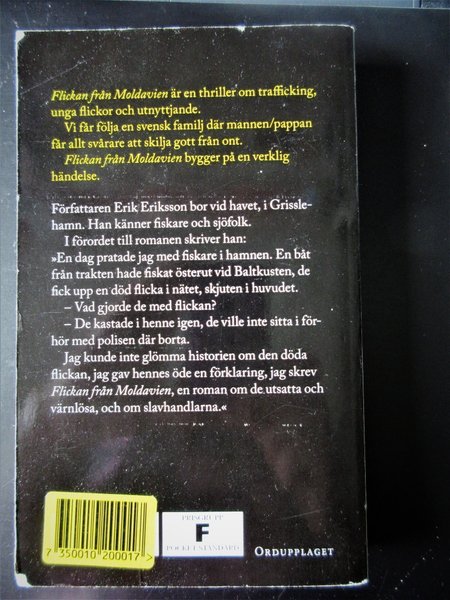 Flickan från Moldavien är en thriller om trafficking,
unga flickor och utnyttjande.
Vi får följa en svensk familj där mannen/pappan
får allt svårare att skilja gott från ont.
Flickan från Moldavien bygger på en verklig
händelse.
Författaren Erik Eriksson bor vid havet, i Grissle-
hamn. Han känner fiskare och sjöfolk.
I förordet till romanen skriver han:
»En dag pratade jag med fiskare i hamnen. En båt
från trakten hade fiskat österut vid Baltkusten, de
fick upp en död flicka i nätet, skjuten i huvudet.
– Vad gjorde de med flickan?
– De kastade i henne igen, de ville inte sitta i för-
hör med polisen där borta.
Jag kunde inte glömma historien om den döda
flickan, jag gav hennes öde en förklaring, jag skrev
Flickan från Moldavien, en roman om de utsatta och
värnlösa, och om slavhandlarna.«
PRISGRUPP
F
POCKETSTANDARD
ORDUPPLAGET
7 350010 200017 >